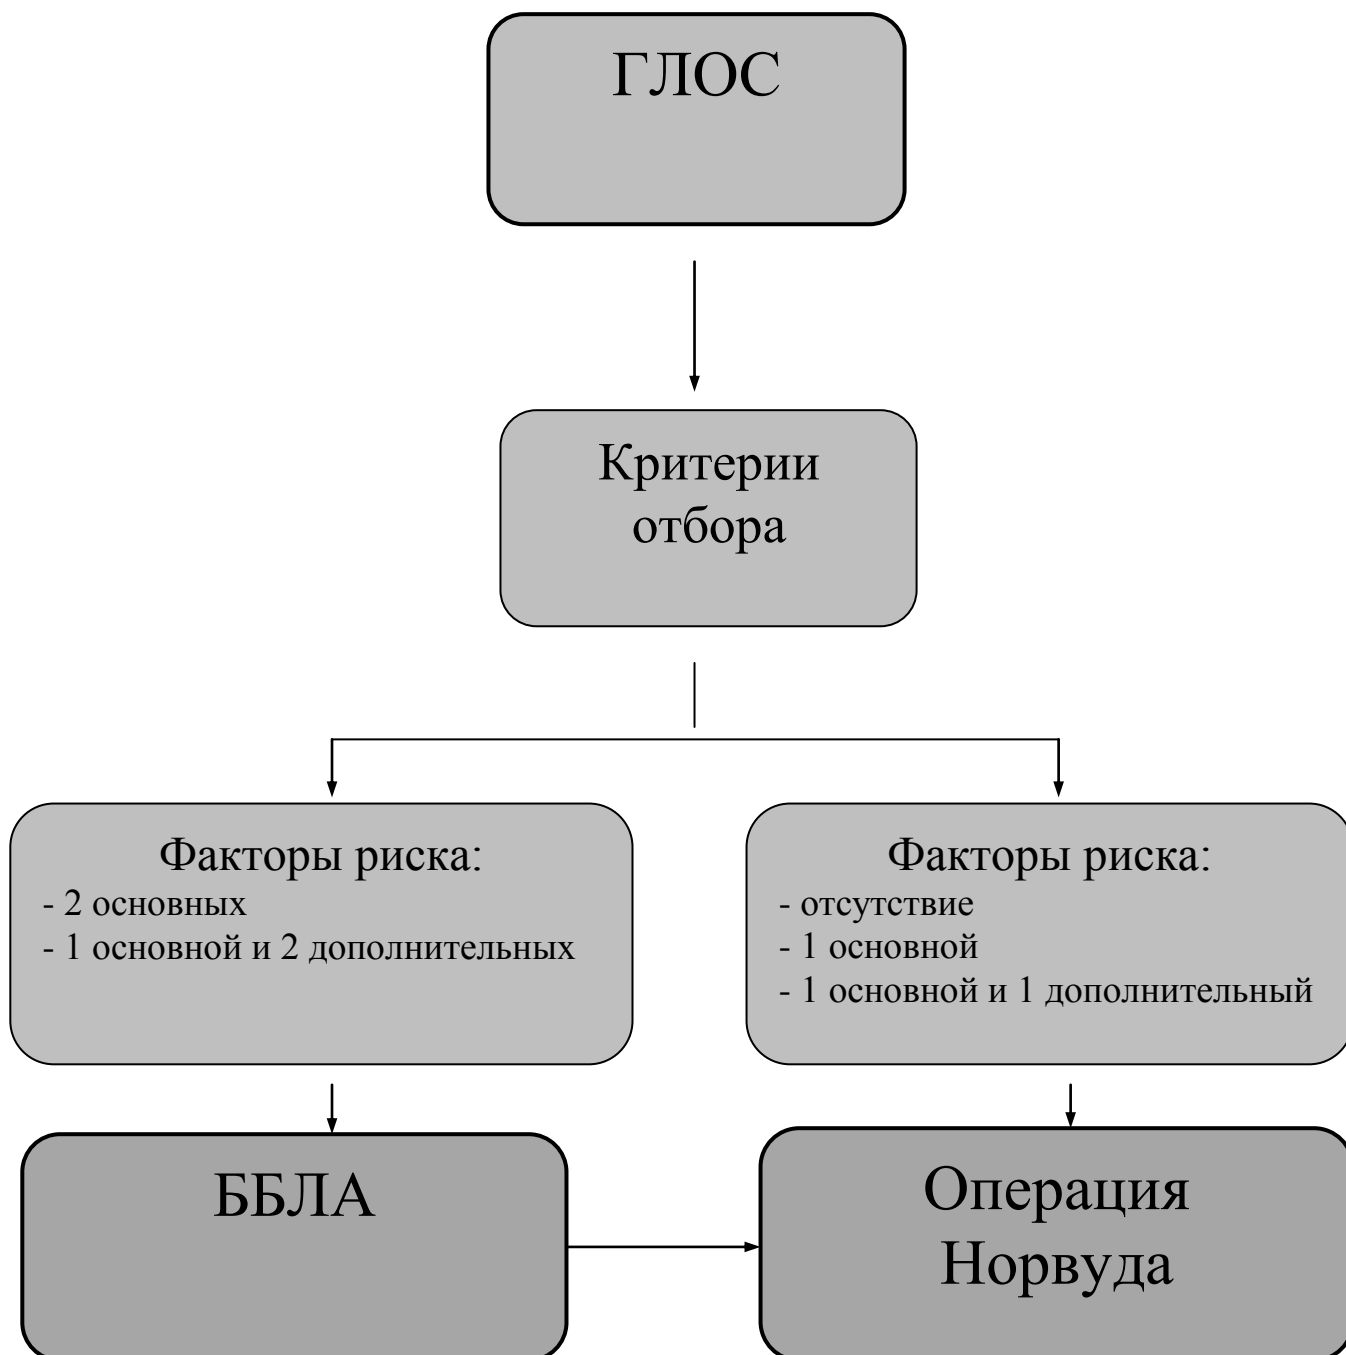 ГЛОС
Критерии
отбора
Факторы риска:
- 2 основных
- 1 основной и 2 дополнительных
Факторы риска:
- отсутствие
- 1 основной
- 1 основной и 1 дополнительный
ББЛА
Операция
Норвуда